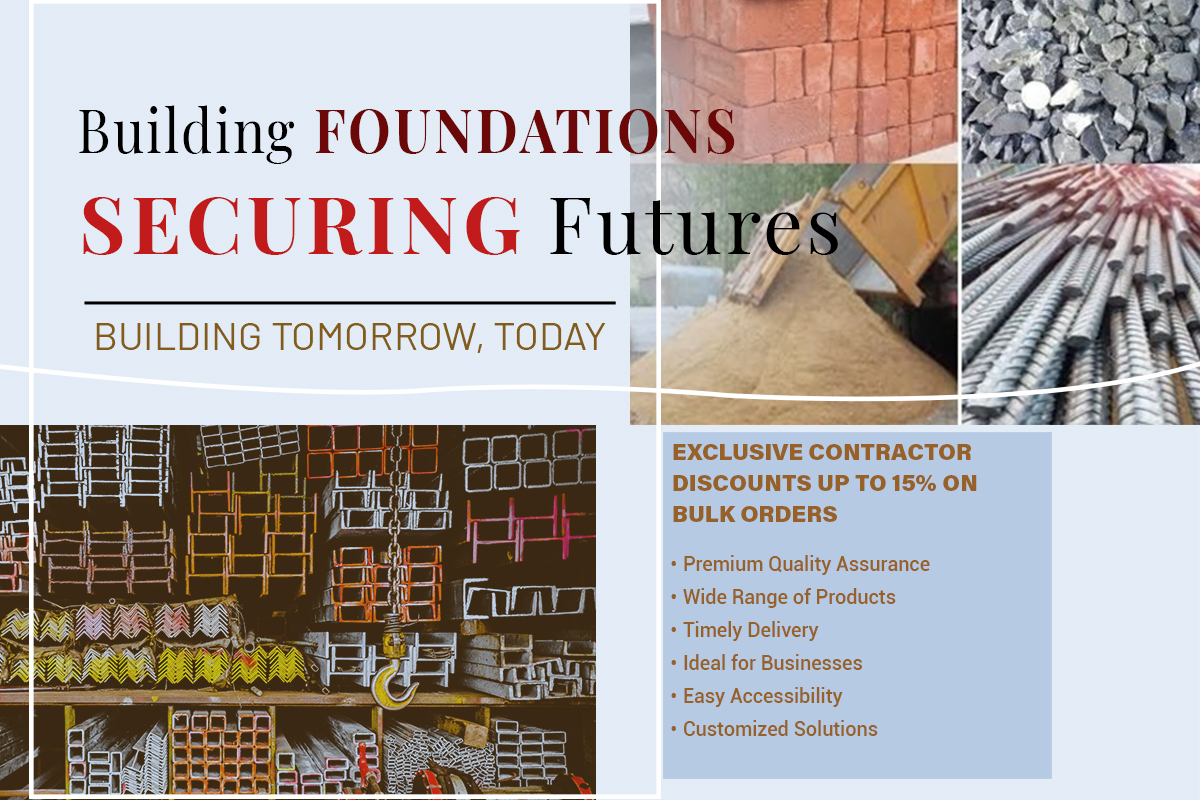 Building FOUNDATIONS
SECURING Futures
BUILDING TOMORROW, TODAY
EXCLUSIVE CONTRACTOR
DISCOUNTS UP TO 15% ON
BULK ORDERS
• Premium Quality Assurance
• Wide Range of Products
• Timely Delivery
• Ideal for Businesses
• Easy Accessibility
• Customized Solutions